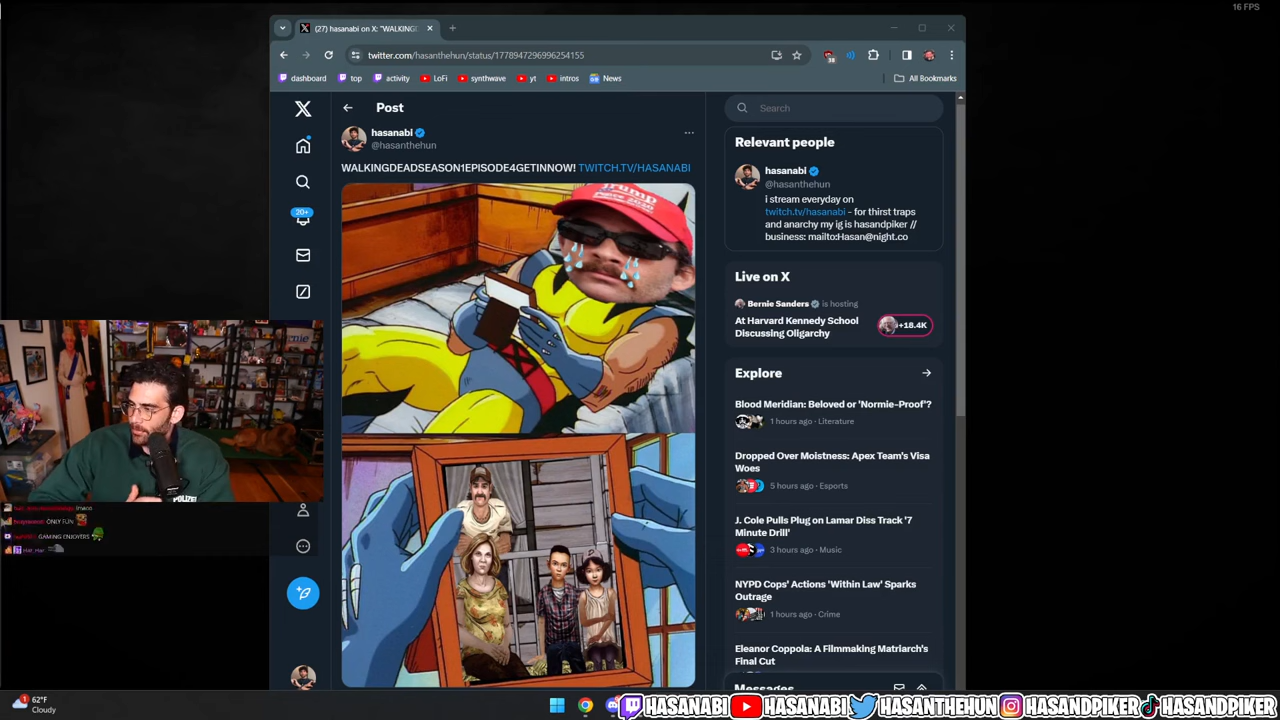 16 FPS
(27) hasanabi on X: "WALKING
twitter.com/hasanthehun/status/1778947296996254155
38
dashboard
top
activity
LoFi
synthwave
yt
intros
News
All Bookmarks
Post
hasanabi
@hasanthehun
WALKINGDEADSEASON1EPISODE4GETINNOW! TWITCH.TV/HASANABI
20+
Search
Relevant people
hasanabi
@hasanthehun
i stream everyday on
twitch.tv/hasanabi - for thirst traps
and anarchy my ig is hasandpiker //
business: mailto:Hasan@night.co
Live on X
Bernie Sanders is hosting
At Harvard Kennedy School
Discussing Oligarchy
+18.4K
Explore
Blood Meridian: Beloved or 'Normie-Proof'?
1 hours ago · Literature
Dropped Over Moistness: Apex Team's Visa
Woes
5 hours ago · Esports
J. Cole Pulls Plug on Lamar Diss Track '7
Minute Drill'
3 hours ago · Music
NYPD Cops' Actions 'Within Law' Sparks
Outrage
1 hours ago · Crime
Eleanor Coppola: A Filmmaking Matriarch's
Final Cut
Messages
Trump
POLIZEI
ONLY FUN
GAMING ENJOYERS
1
62°F
Cloudy
HASANABI
HASANABI
HASANTHEHUN
HASANDPIKER
HASANDPIKER